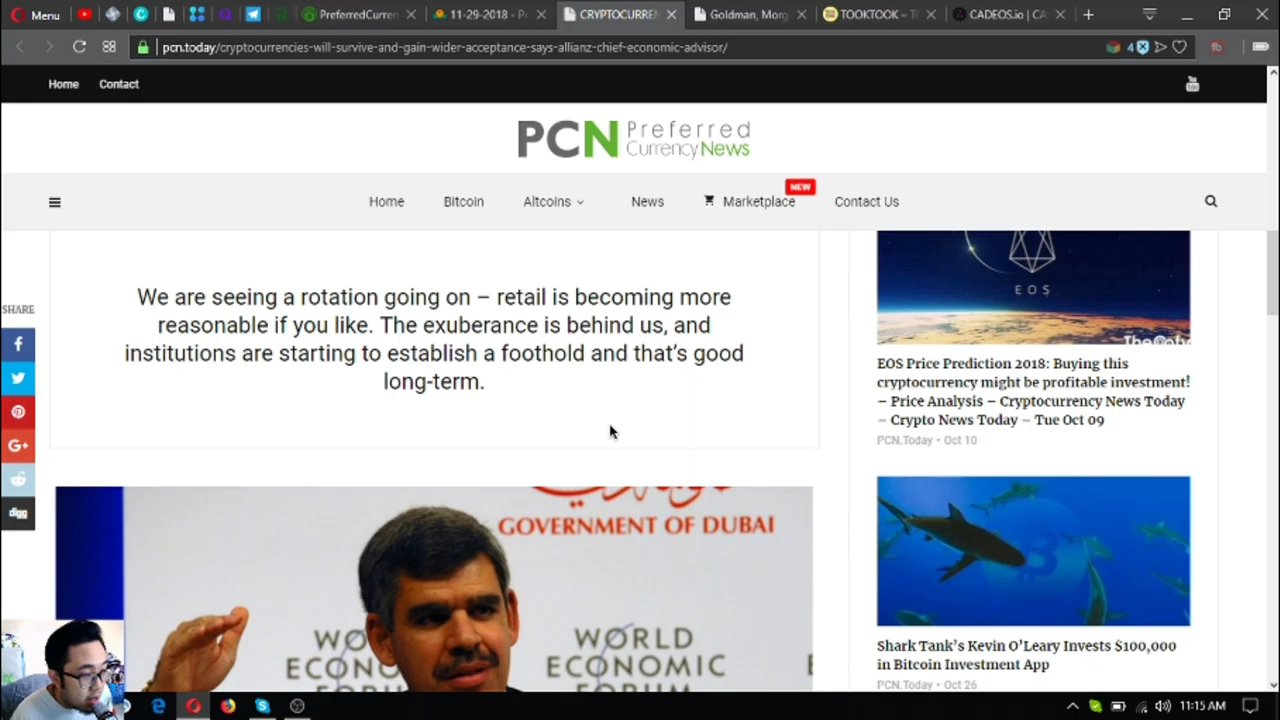 Menu
PreferredCurren
11-29-2018 - P
CRYPTOCURRE
Goldman, Morg
TOOKTOOK – T
CADEOS.io | CA
pcn.today/cryptocurrencies-will-survive-and-gain-wider-acceptance-says-allianz-chief-economic-advisor/
4
Home
Contact
PCN Preferred
CurrencyNews
NEW
Home
Bitcoin
Altcoins
News
Marketplace
Contact Us
SHARE
digg
We are seeing a rotation going on – retail is becoming more
reasonable if you like. The exuberance is behind us, and
institutions are starting to establish a foothold and that's good
long-term.
GOVERNMENT OF DUBAI
WORLD
ECONOMIC
FORUM
EOS
EOS Price Prediction 2018: Buying this
cryptocurrency might be profitable investment!
– Price Analysis – Cryptocurrency News Today
– Crypto News Today – Tue Oct 09
PCN.Today • Oct 10
Shark Tank's Kevin O'Leary Invests $100,000
in Bitcoin Investment App
PCN.Today • Oct 26
11:15 AM